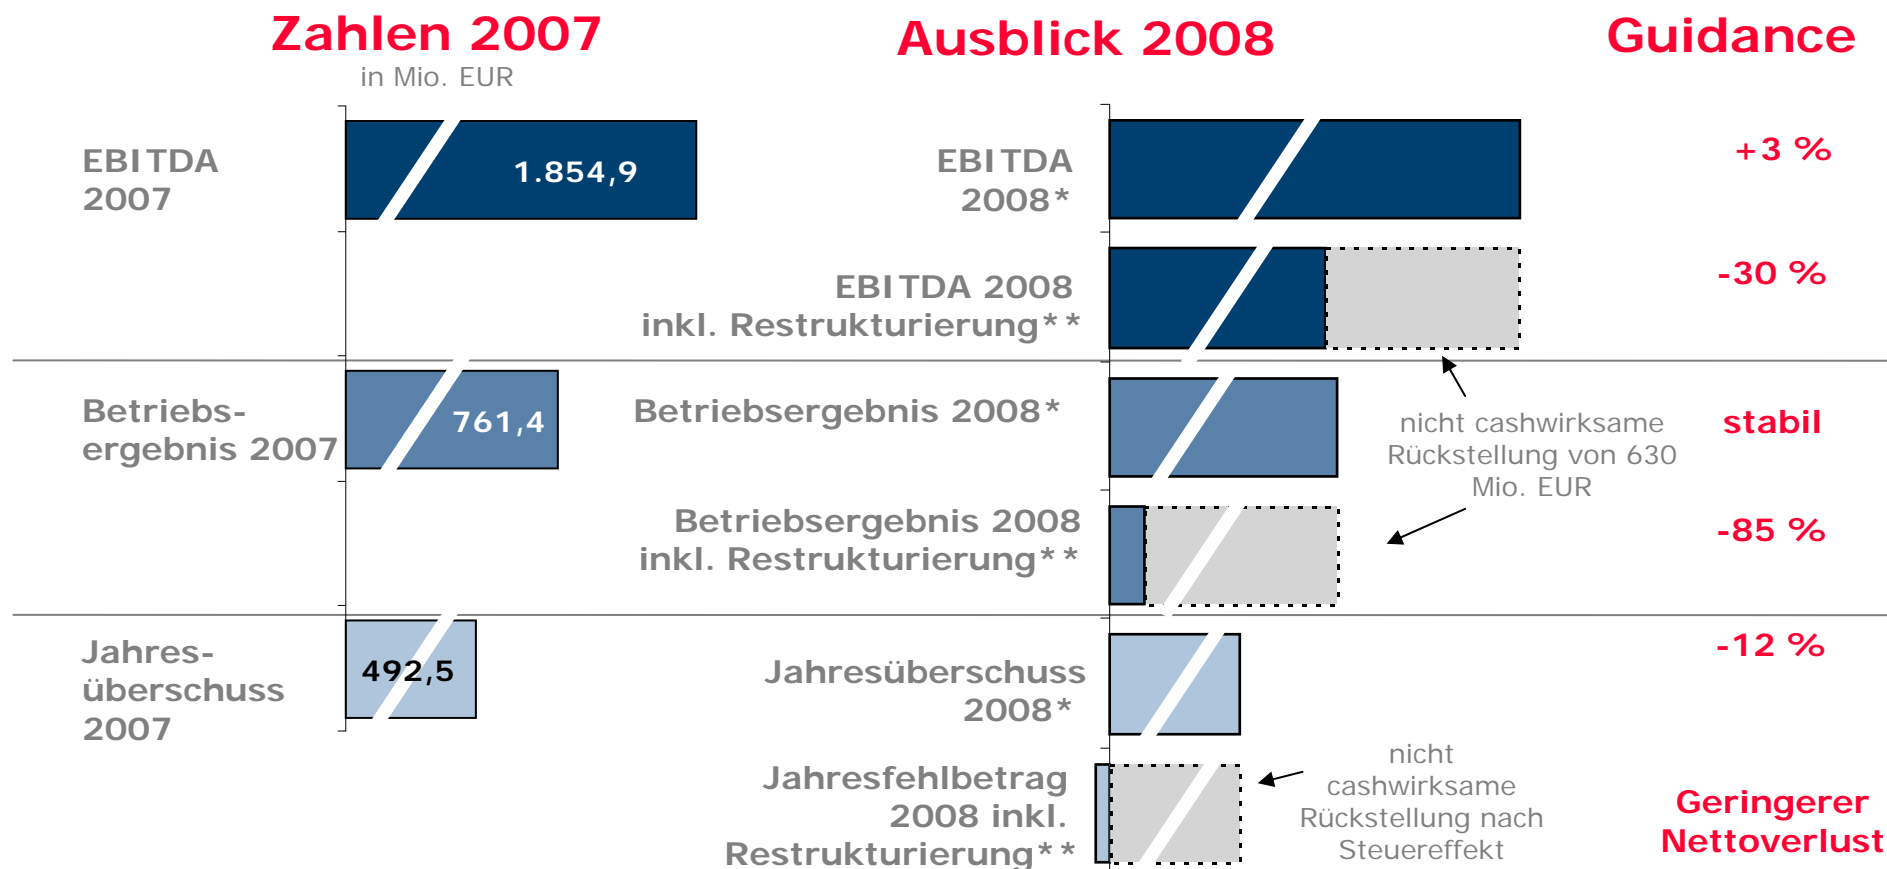 Zahlen 2007
in Mio. EUR
Ausblick 2008
Guidance
EBITDA
2007
1.854,9
EBITDA
2008*
+3 %
EBITDA 2008
inkl. Restrukturierung**
-30 %
Betriebs-
ergebnis 2007
761,4
Betriebsergebnis 2008*
nicht cashwirksame
Rückstellung von 630
Mio. EUR
stabil
Betriebsergebnis 2008
inkl. Restrukturierung**
-85 %
Jahres-
überschuss
2007
492,5
Jahresüberschuss
2008*
-12 %
Jahresfehlbetrag
2008 inkl.
Restrukturierung**
nicht
cashwirksame
Rückstellung nach
Steuereffekt
Geringerer
Nettoverlust